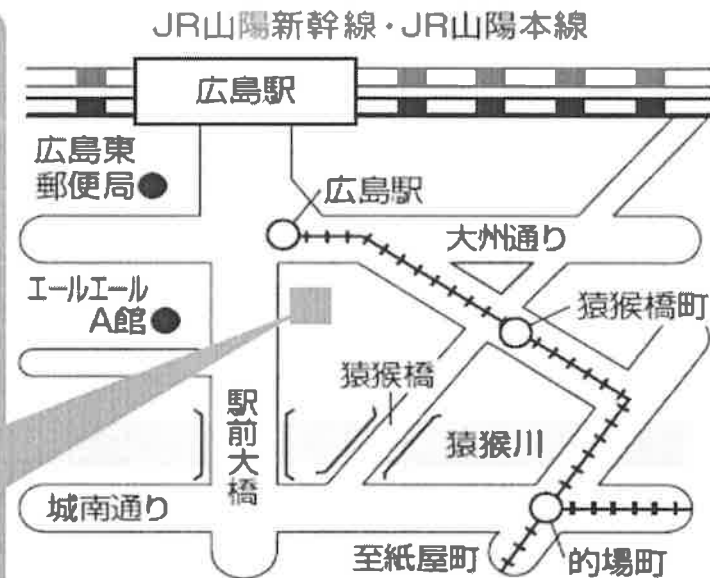 JR山陽新幹線・JR山陽本線
広島駅
広島東
郵便局
広島駅
大州通り
エールエール
A館
猿猴橋町
猿猴橋
駅前大橋
猿猴川
城南通り
至紙屋町
的場町